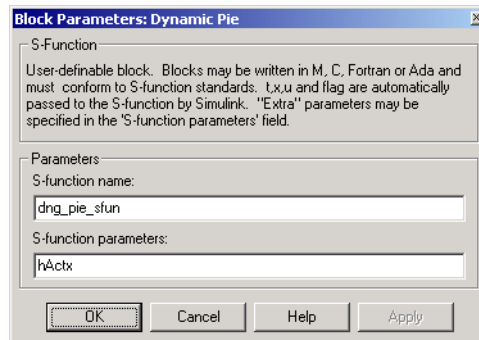 Block Parameters: Dynamic Pie
S-Function
User-definable block.  Blocks may be written in M, C, Fortran or Ada and
must  conform to S-function standards.  t,x,u and flag are automatically
passed to the S-function by Simulink.  "Extra" parameters may be
specified in the 'S-function parameters' field.
Parameters
S-function name:
dng_pie_sfun
S-function parameters:
hActx
OK Cancel Help Apply